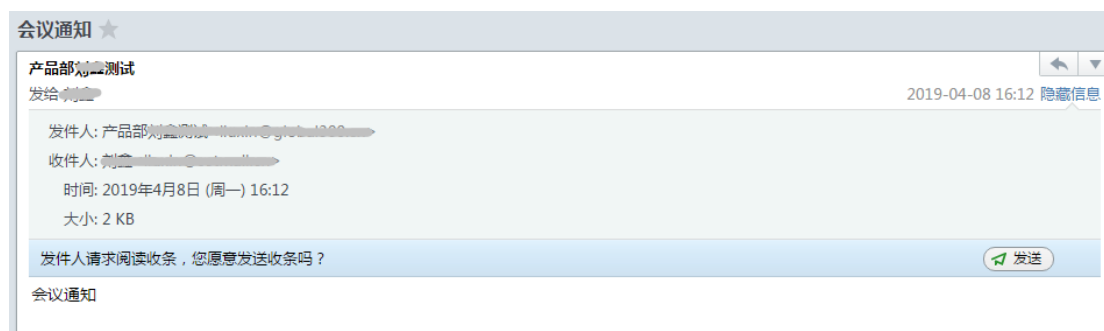 会议通知
产品部 测试
发给
2019-04-08 16:12 隐藏信息
发件人: 产品部
收件人:
时间: 2019年4月8日 (周一) 16:12
大小: 2 KB
发件人请求阅读收条，您愿意发送收条吗？ 发送
会议通知